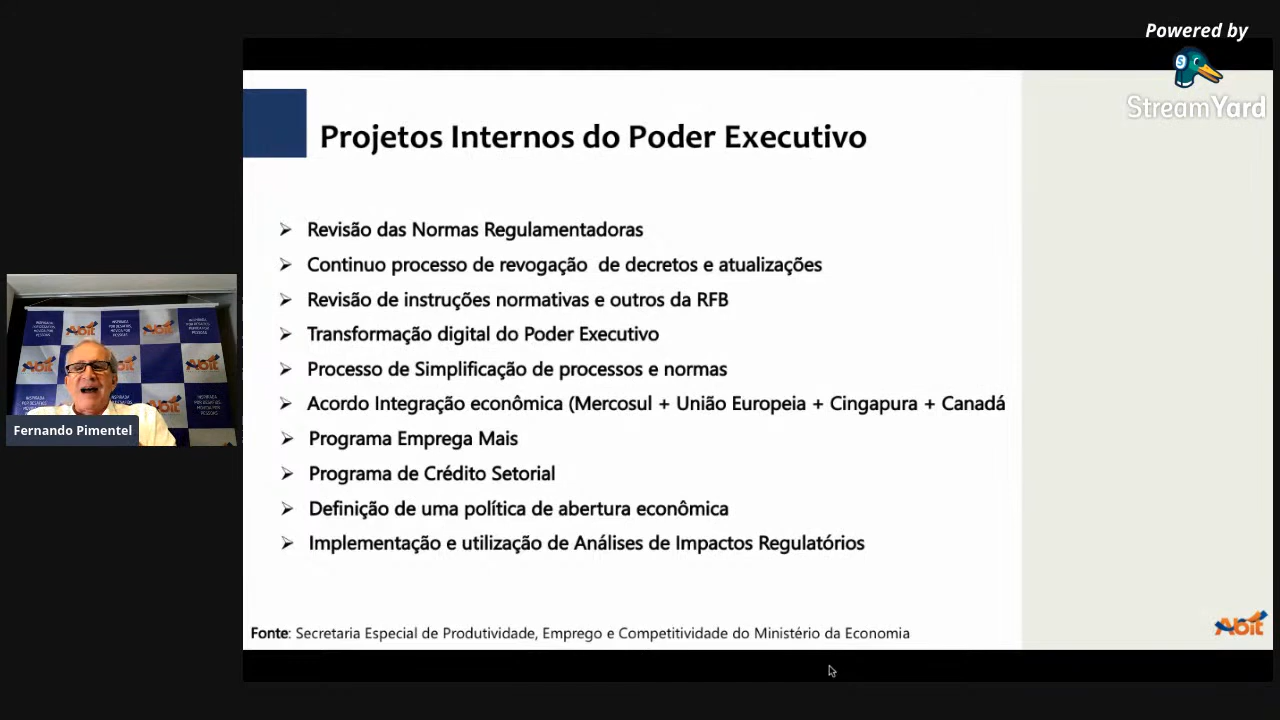 Powered by
StreamYard
Projetos Internos do Poder Executivo
Revisão das Normas Regulamentadoras
Continuo processo de revogação de decretos e atualizações
Revisão de instruções normativas e outros da RFB
Transformação digital do Poder Executivo
Processo de Simplificação de processos e normas
Acordo Integração econômica (Mercosul + União Europeia + Cingapura + Canadá
Programa Emprega Mais
Programa de Crédito Setorial
Definição de uma política de abertura econômica
Implementação e utilização de Análises de Impactos Regulatórios
Fonte: Secretaria Especial de Produtividade, Emprego e Competitividade do Ministério da Economia
Abit
Abit
Abit
Fernando Pimentel